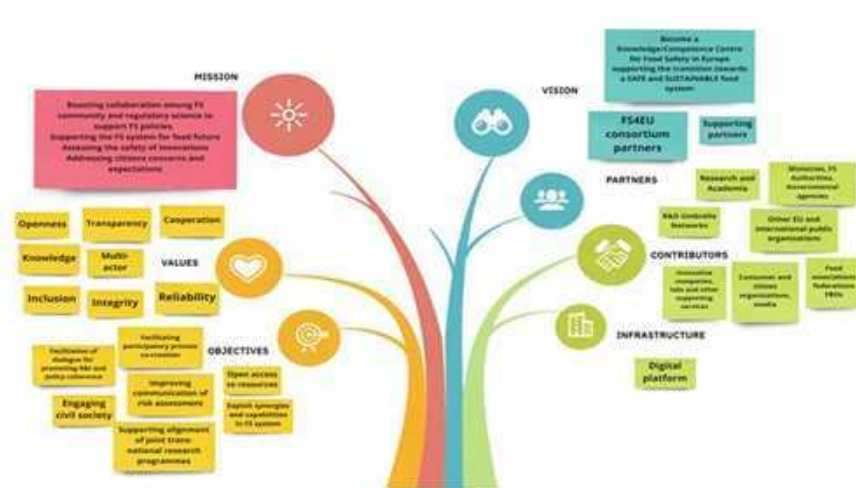 MISSION
Boosting collaboration among FS
community and regulatory science to
support FS policies.
Supporting the FS system for food future
Assessing the safety of innovations
Addressing citizens concerns and
expectations
VISION
Become a
Knowledge/Competence Centre
for Food Safety in Europe
supporting the transition towards
a SAFE and SUSTAINABLE food
system
FS4EU
consortium
partners
Supporting
partners
PARTNERS
Research and
Academia
Ministries, FS
Authorities,
Governmental
agencies
R&D Umbrella
Networks
Other EU and
international public
organisations
CONTRIBUTORS
Innovative
companies,
labs and other
supporting
services
Consumer and
citizen
organisations,
media
Food
associations
federations
FBOs
INFRASTRUCTURE
Digital
platform
Openness
Transparency
Cooperation
Knowledge
Multi-
actor
VALUES
Inclusion
Integrity
Reliability
OBJECTIVES
Facilitating
participatory process
co-creation
Facilitation of
dialogue for
promoting R&I and
policy coherence
Improving
communication of
risk assessment
Open access
to resources
Engaging
civil society
Exploit synergies
and capabilities
in FS system
Supporting alignment
of joint trans-
national research
programmes